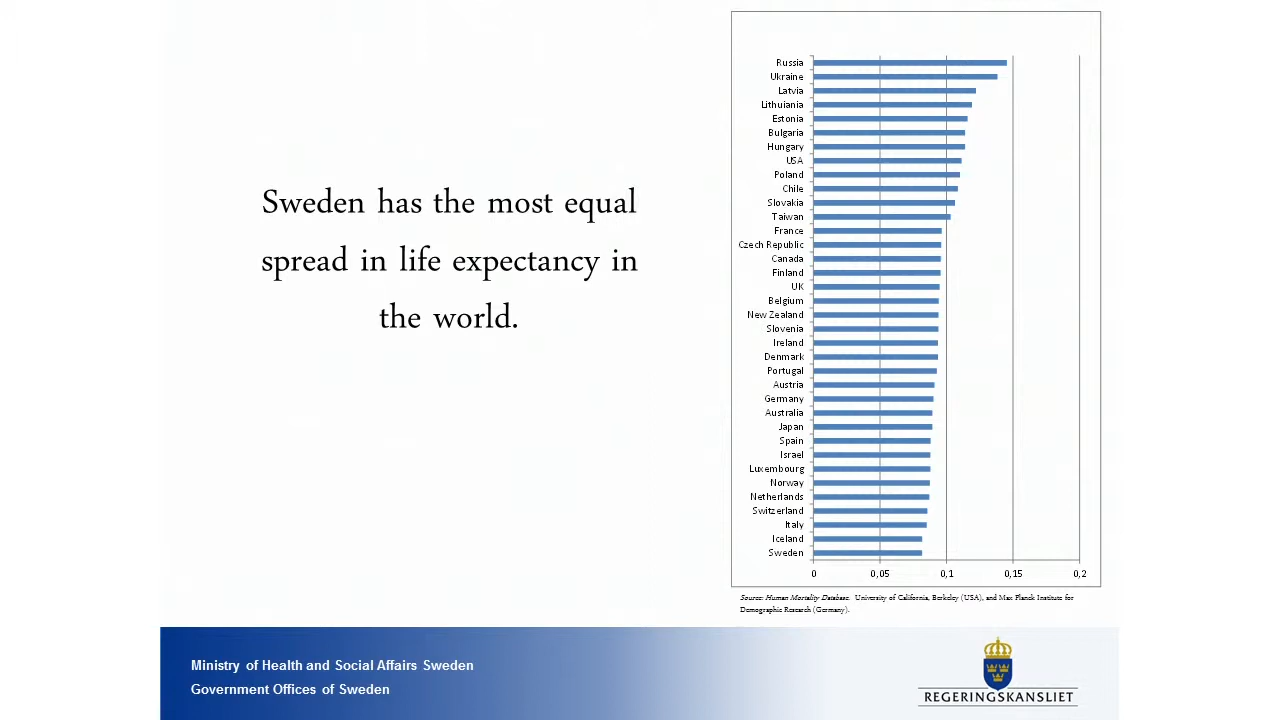 Sweden has the most equal
spread in life expectancy in
the world.
Russia
Ukraine
Latvia
Lithuiania
Estonia
Bulgaria
Hungary
USA
Poland
Chile
Slovakia
Taiwan
France
Czech Republic
Canada
Finland
UK
Belgium
New Zealand
Slovenia
Ireland
Denmark
Portugal
Austria
Germany
Australia
Japan
Spain
Israel
Luxembourg
Norway
Netherlands
Switzerland
Italy
Iceland
Sweden
0 0,05 0,1 0,15 0,2
Source: Human Mortality Database. University of California, Berkeley (USA), and Max Planck Institute for
Demographic Research (Germany).
Ministry of Health and Social Affairs Sweden
Government Offices of Sweden
REGERINGSKANSLIET